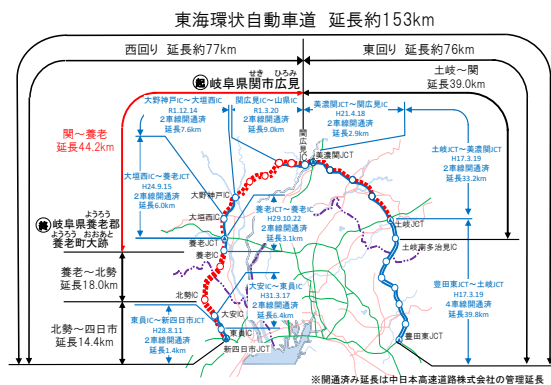 東海環状自動車道 延長約153km
西回り 延長約77km
東回り 延長約76km
起 岐阜県関市広見
せき ひろみ
土岐～関
延長39.0km
大野神戸IC～大垣西IC
R1.12.14
2車線開通済
延長7.6km
関広見IC～山県IC
R1.3.20
2車線開通済
延長9.0km
美濃関JCT～関広見IC
H21.4.18
2車線開通済
延長2.9km
関～養老
延長44.2km
関広見IC
美濃関JCT
土岐JCT～美濃関JCT
H17.3.19
2車線開通済
延長33.2km
大垣西IC～養老JCT
H24.9.15
2車線開通済
延長6.0km
大野神戸IC
大垣西IC
養老JCT～養老IC
H29.10.22
2車線開通済
延長3.1km
ようろう
終 岐阜県養老郡
ようろう おおあと
養老町大跡
養老JCT
養老IC
土岐JCT
土岐南多治見IC
養老～北勢
延長18.0km
大安IC～東員IC
H31.3.17
2車線開通済
延長6.4km
豊田東JCT～土岐JCT
H17.3.19
4車線開通済
延長39.8km
北勢IC
北勢～四日市
延長14.4km
東員IC～新四日市JCT
H28.8.11
2車線開通済
延長1.4km
大安IC
東員IC
新四日市JCT
豊田東JCT
※開通済み延長は中日本高速道路株式会社の管理延長